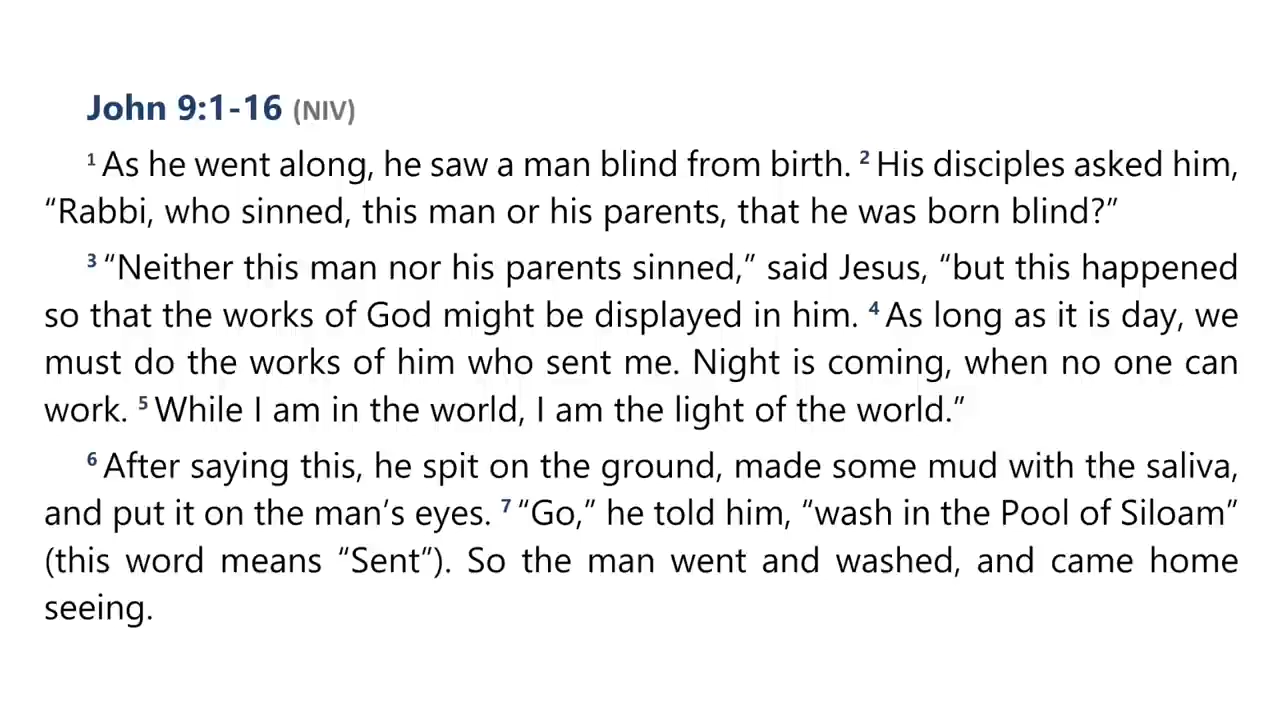 John 9:1-16 (NIV)
1 As he went along, he saw a man blind from birth. 2 His disciples asked him,
“Rabbi, who sinned, this man or his parents, that he was born blind?”
3 “Neither this man nor his parents sinned,” said Jesus, “but this happened
so that the works of God might be displayed in him. 4 As long as it is day, we
must do the works of him who sent me. Night is coming, when no one can
work. 5 While I am in the world, I am the light of the world.”
6 After saying this, he spit on the ground, made some mud with the saliva,
and put it on the man’s eyes. 7 “Go,” he told him, “wash in the Pool of Siloam”
(this word means “Sent”). So the man went and washed, and came home
seeing.